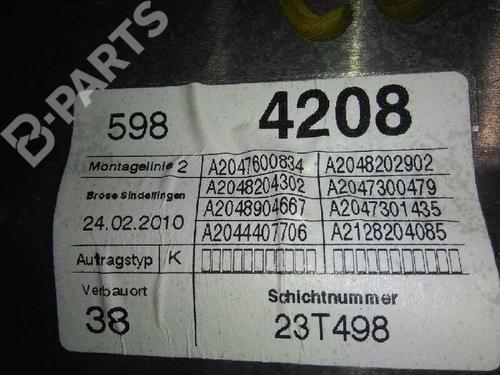 B-PARTS
598 4208
Montagelinie 2 A2047600834 A2048202902
Brose Sindelfingen A2048204302 A2047300479
24.02.2010 A2048904667 A2047301435
A2044407706 A2128204085
Auftragstyp K
Verbauort Schichtnummer
38 23T498